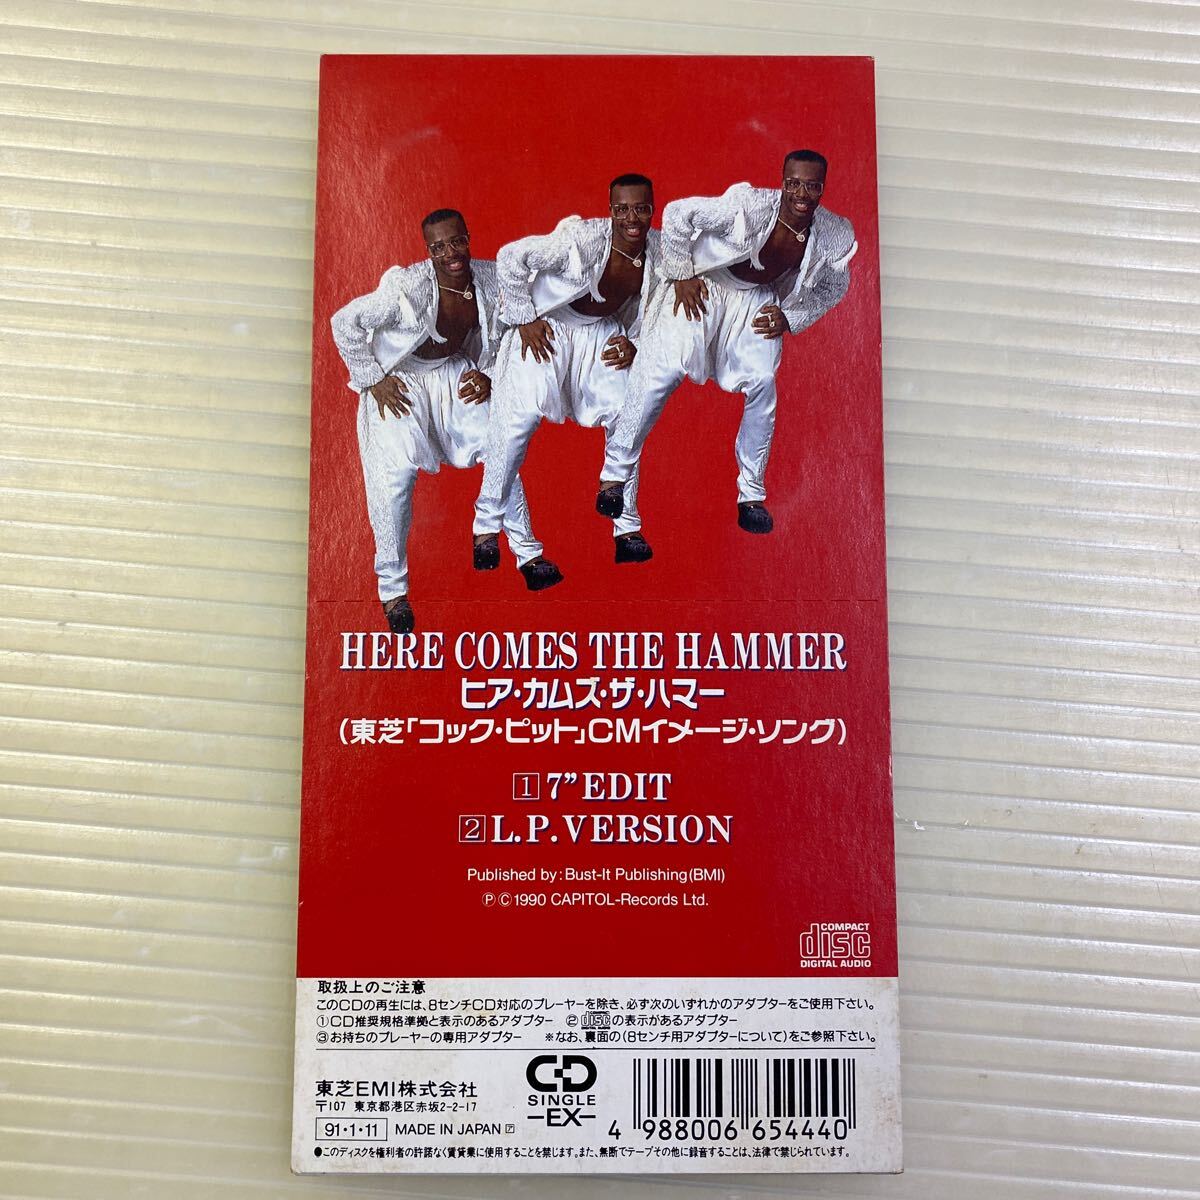 HERE COMES THE HAMMER
ヒア・カムズ・ザ・ハマー
(東芝「コック・ピット」CMイメージ・ソング)
1 7” EDIT
2 L.P. VERSION
Published by: Bust-It Publishing(BMI)
ⓅⒸ1990 CAPITOL-Records Ltd.
COMPACT
disc
DIGITAL AUDIO
取扱上のご注意
このCDの再生には、8センチCD対応のプレーヤーを除き、必ず次のいずれかのアダプターをご使用下さい。
①CD推奨規格準拠と表示のあるアダプター ②discの表示があるアダプター
③お持ちのプレーヤーの専用アダプター ※なお、裏面の(8センチ用アダプターについて)をご参照下さい。
東芝EMI株式会社
〒107 東京都港区赤坂2-2-17
91・1・11 MADE IN JAPAN ア
CD
SINGLE
-EX-
4 988006 654440
●このディスクを権利者の許諾なく賃貸業に使用することを禁じます。また、無断でテープその他に録音することは、法律で禁じられています。